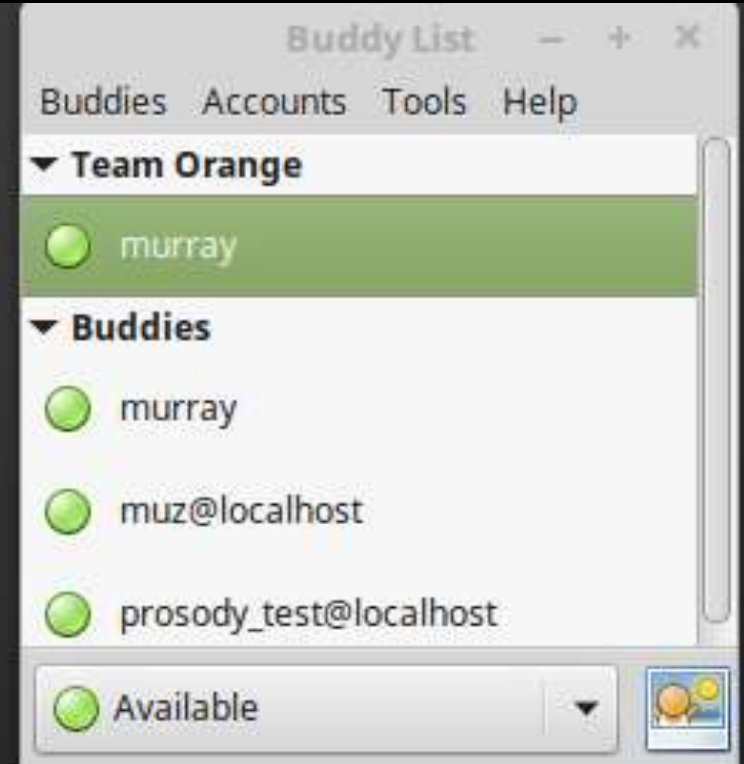 Buddy List
Buddies Accounts Tools Help
Team Orange
murray
Buddies
murray
muz@localhost
prosody_test@localhost
Available